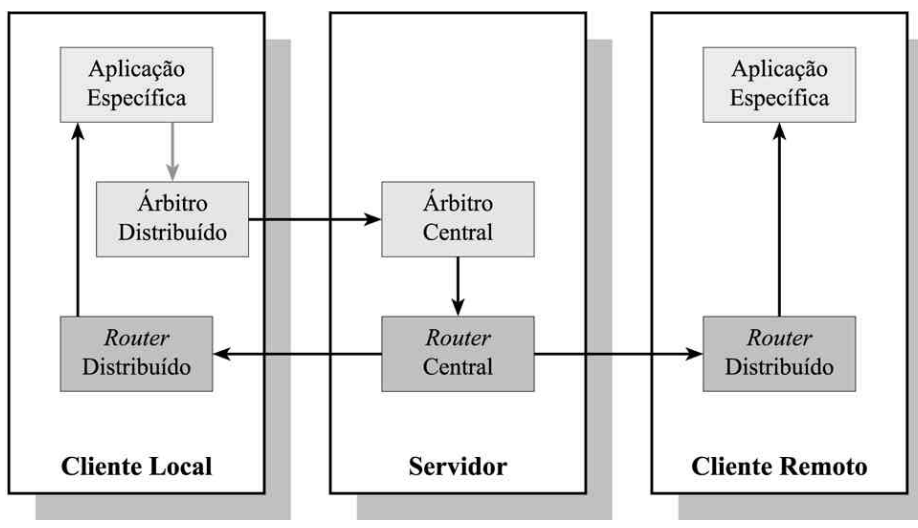 Aplicação
Específica
Árbitro
Distribuído
Router
Distribuído
Cliente Local
Árbitro
Central
Router
Central
Servidor
Aplicação
Específica
Router
Distribuído
Cliente Remoto